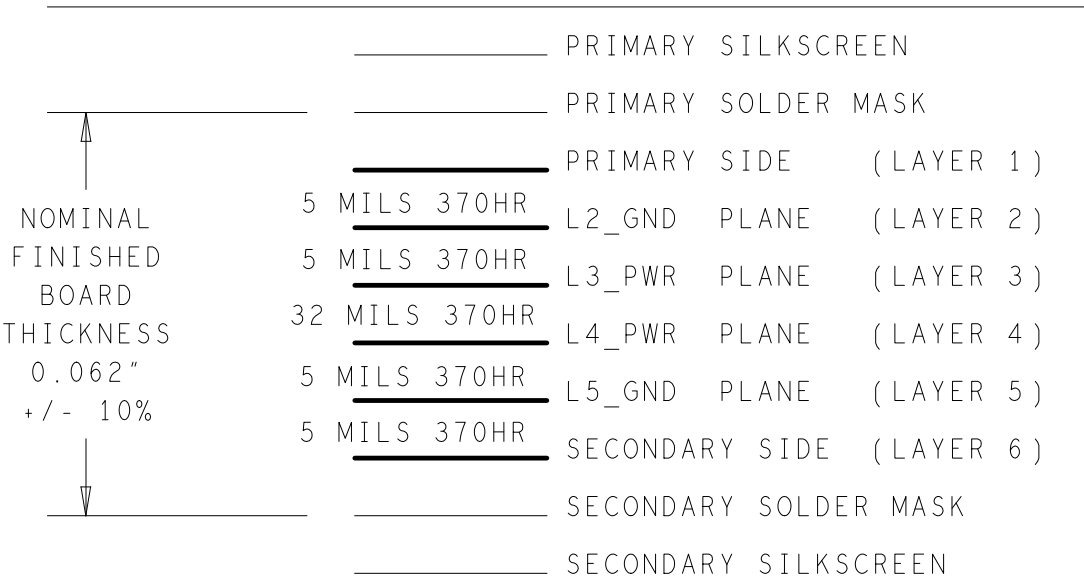 PRIMARY SILKSCREEN
PRIMARY SOLDER MASK
PRIMARY SIDE (LAYER 1)
5 MILS 370HR
L2_GND PLANE (LAYER 2)
5 MILS 370HR
L3_PWR PLANE (LAYER 3)
32 MILS 370HR
L4_PWR PLANE (LAYER 4)
5 MILS 370HR
L5_GND PLANE (LAYER 5)
5 MILS 370HR
SECONDARY SIDE (LAYER 6)
SECONDARY SOLDER MASK
SECONDARY SILKSCREEN
NOMINAL
FINISHED
BOARD
THICKNESS
0.062"
+/- 10%